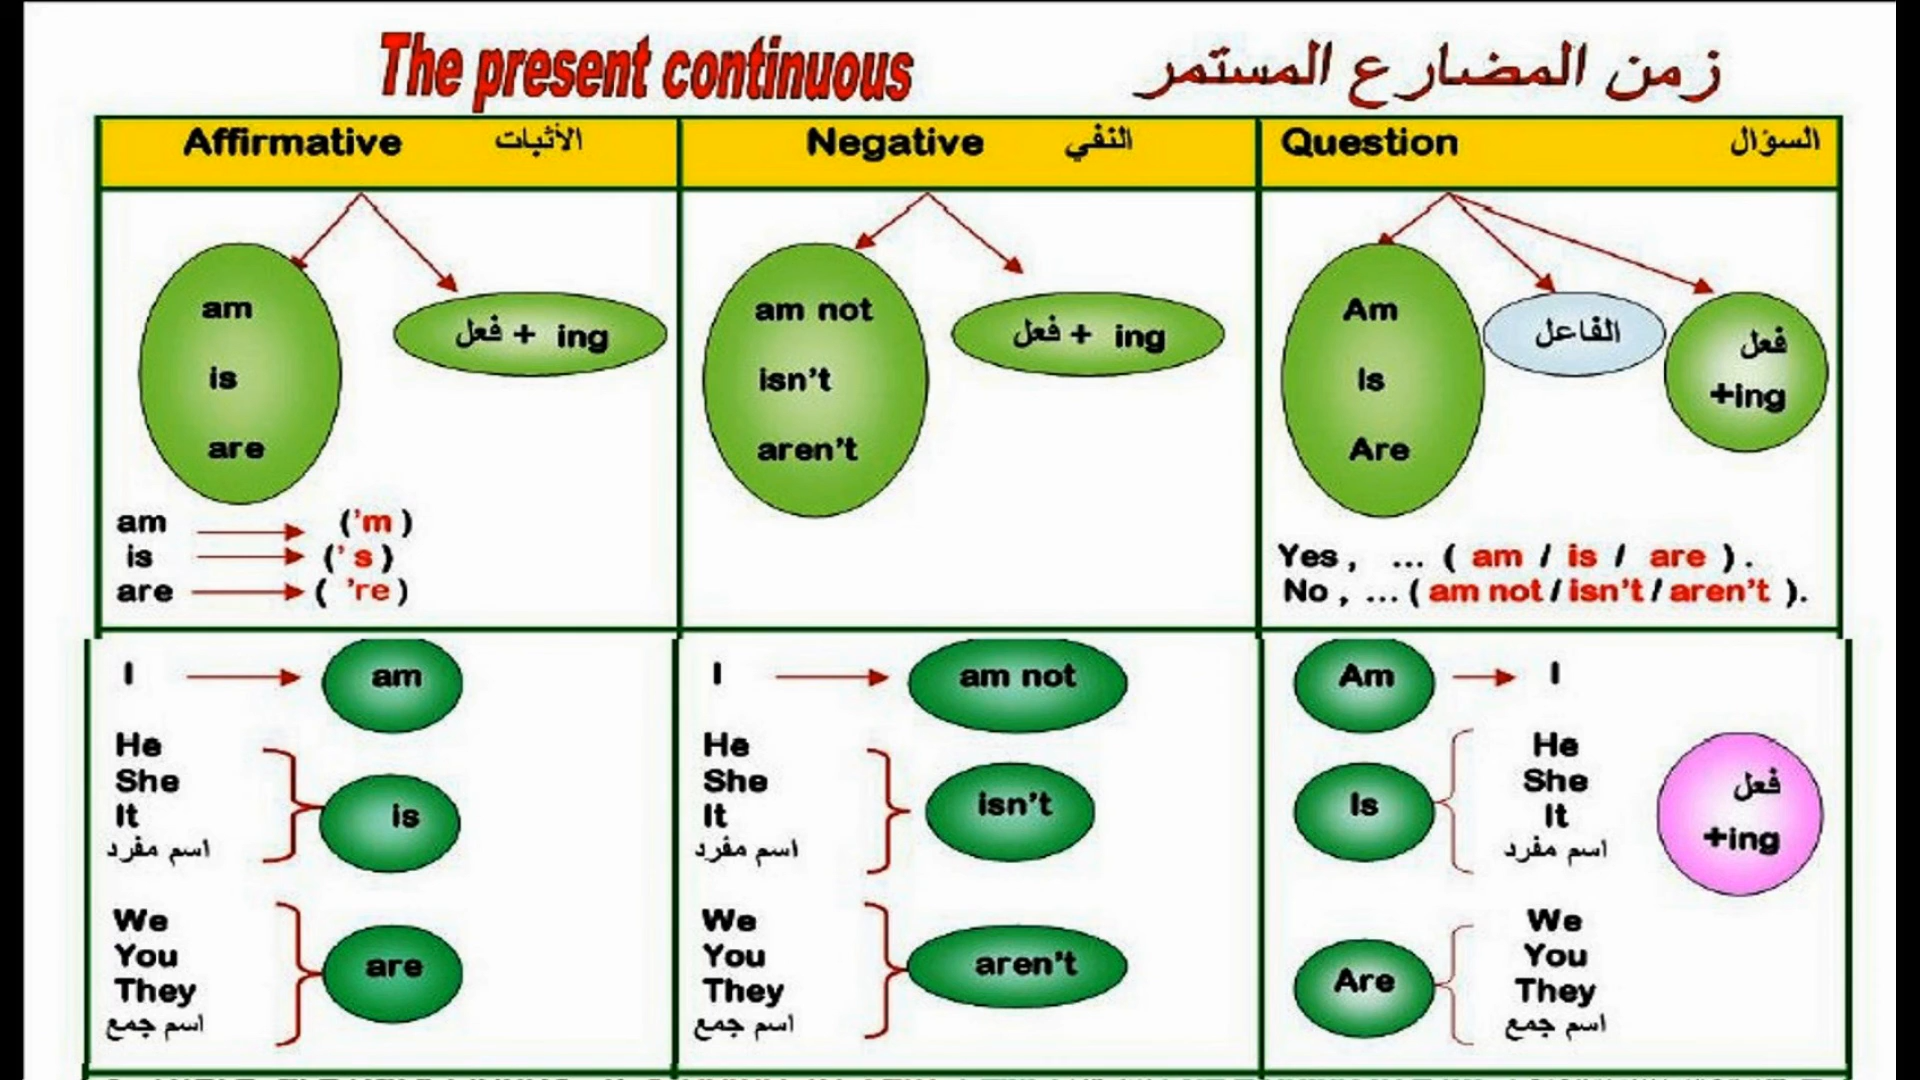 The present continuous زمن المضارع المستمر
Affirmative الأثبات
Negative النفي
Question السؤال
am
is
are
فعل + ing
am ('m )
is (' s )
are ( 're )
am not
isn't
aren't
فعل + ing
Am
Is
Are
الفاعل
فعل
+ing
Yes , ... ( am / is / are ) .
No , ... ( am not / isn't / aren't ).
I am
He
She
It
اسم مفرد
is
We
You
They
اسم جمع
are
I am not
He
She
It
اسم مفرد
isn't
We
You
They
اسم جمع
aren't
Am I
Is
He
She
It
اسم مفرد
Are
We
You
They
اسم جمع
فعل
+ing